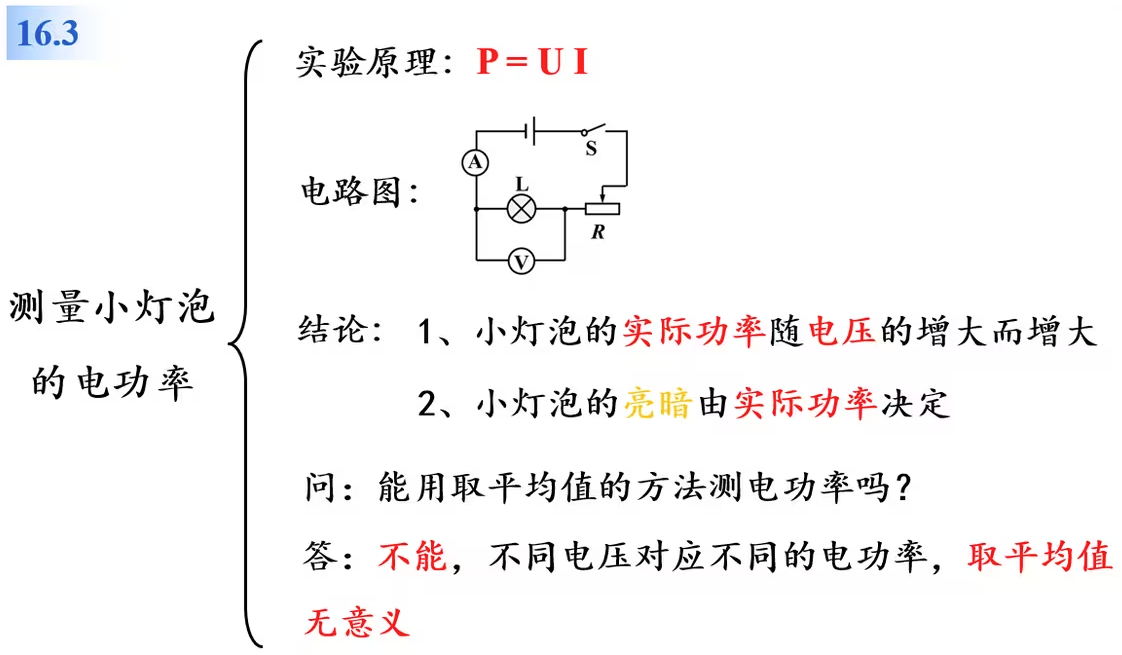 16.3
实验原理：P = U I
电路图：
A
S
L
R
V
测量小灯泡
的电功率
结论： 1、小灯泡的实际功率随电压的增大而增大
2、小灯泡的亮暗由实际功率决定
问：能用取平均值的方法测电功率吗？
答：不能，不同电压对应不同的电功率，取平均值
无意义